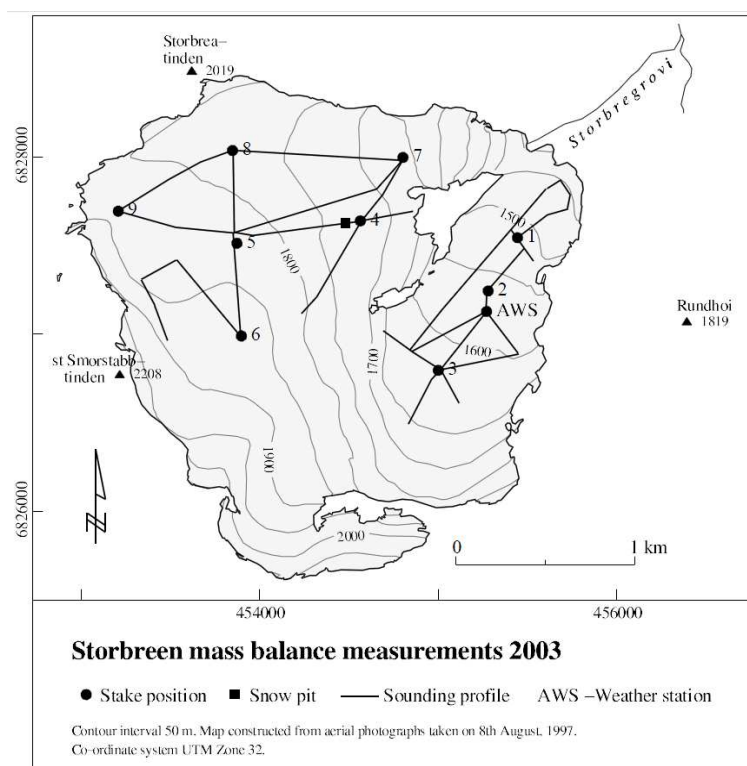 Storbrea–
tinden
2019
Storbregrovi
6828000
8
7
9
4
1500
1
5
1800
2
AWS
Rundhoi
1819
6
1600
1700
3
st Smorstabb–
tinden
2208
1900
6826000
2000
0
1 km
454000
456000
Storbreen mass balance measurements 2003
Stake position Snow pit Sounding profile AWS –Weather station
Contour interval 50 m. Map constructed from aerial photographs taken on 8th August, 1997.
Co-ordinate system UTM Zone 32.